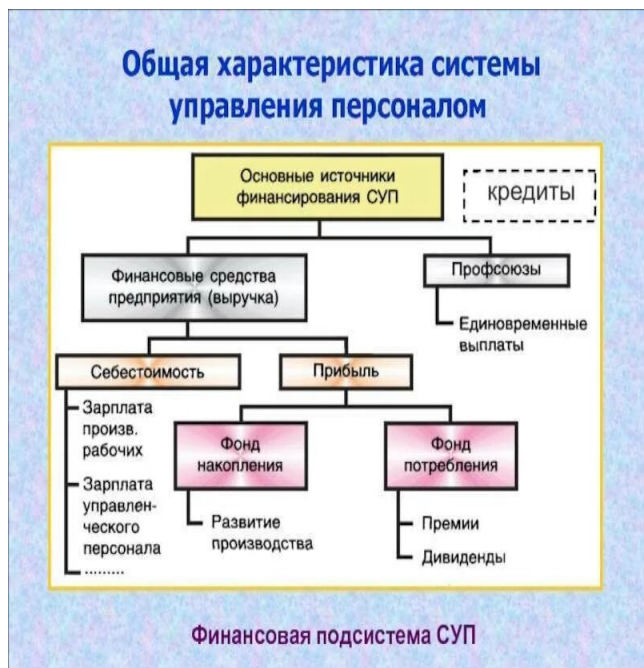 Общая характеристика системы
управления персоналом
Основные источники
финансирования СУП
кредиты
Финансовые средства
предприятия (выручка)
Профсоюзы
Единовременные
выплаты
Себестоимость
Прибыль
Зарплата
произв.
рабочих
Зарплата
управлен-
ческого
персонала
.........
Фонд
накопления
Развитие
производства
Фонд
потребления
Премии
Дивиденды
Финансовая подсистема СУП